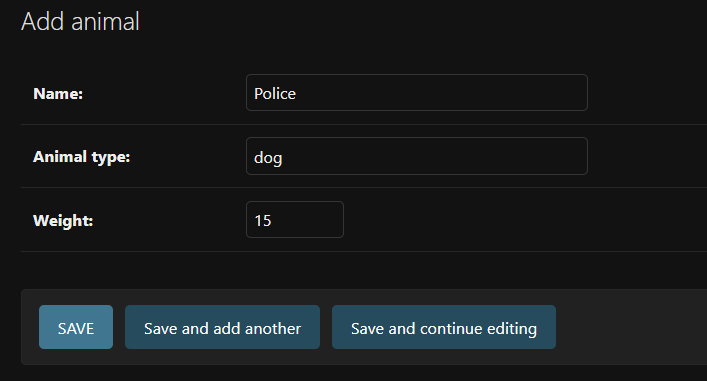 Add animal
Name: Police
Animal type: dog
Weight: 15
SAVE Save and add another Save and continue editing